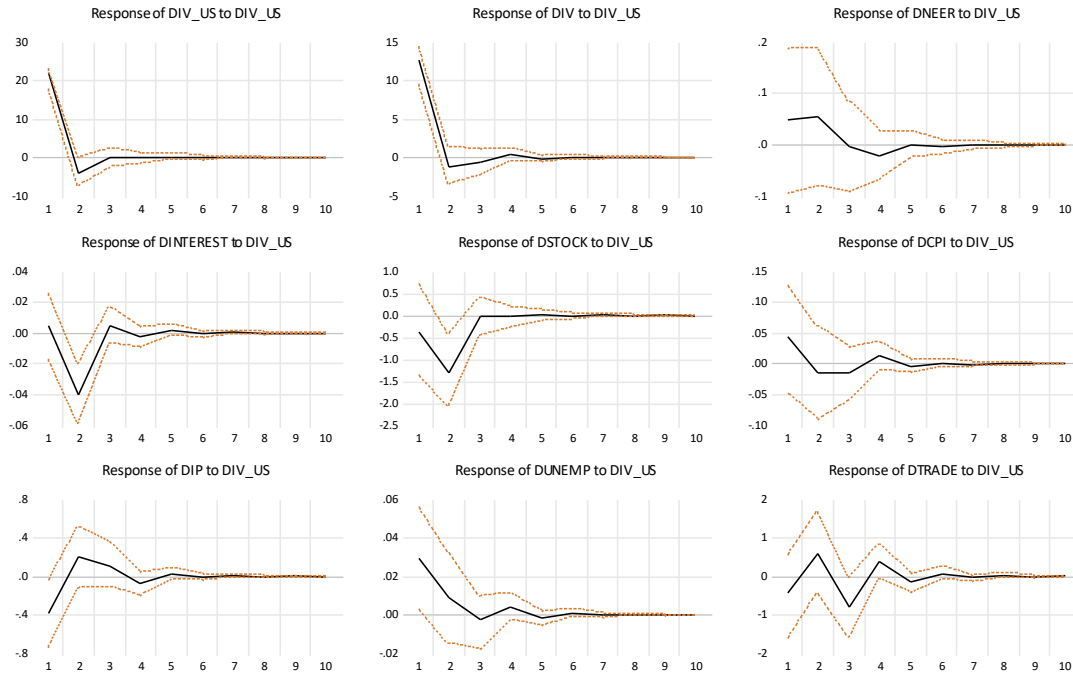 Response of DIV_US to DIV_US
30
20
10
0
-10
1 2 3 4 5 6 7 8 9 10
Response of DIV to DIV_US
15
10
5
0
-5
1 2 3 4 5 6 7 8 9 10
Response of DNEER to DIV_US
.2
.1
.0
-.1
1 2 3 4 5 6 7 8 9 10
Response of DINTEREST to DIV_US
.04
.02
.00
-.02
-.04
-.06
1 2 3 4 5 6 7 8 9 10
Response of DSTOCK to DIV_US
1.0
0.5
0.0
-0.5
-1.0
-1.5
-2.0
-2.5
1 2 3 4 5 6 7 8 9 10
Response of DCPI to DIV_US
.15
.10
.05
.00
-.05
-.10
1 2 3 4 5 6 7 8 9 10
Response of DIP to DIV_US
.8
.4
.0
-.4
-.8
1 2 3 4 5 6 7 8 9 10
Response of DUNEMP to DIV_US
.06
.04
.02
.00
-.02
1 2 3 4 5 6 7 8 9 10
Response of DTRADE to DIV_US
2
1
0
-1
-2
1 2 3 4 5 6 7 8 9 10